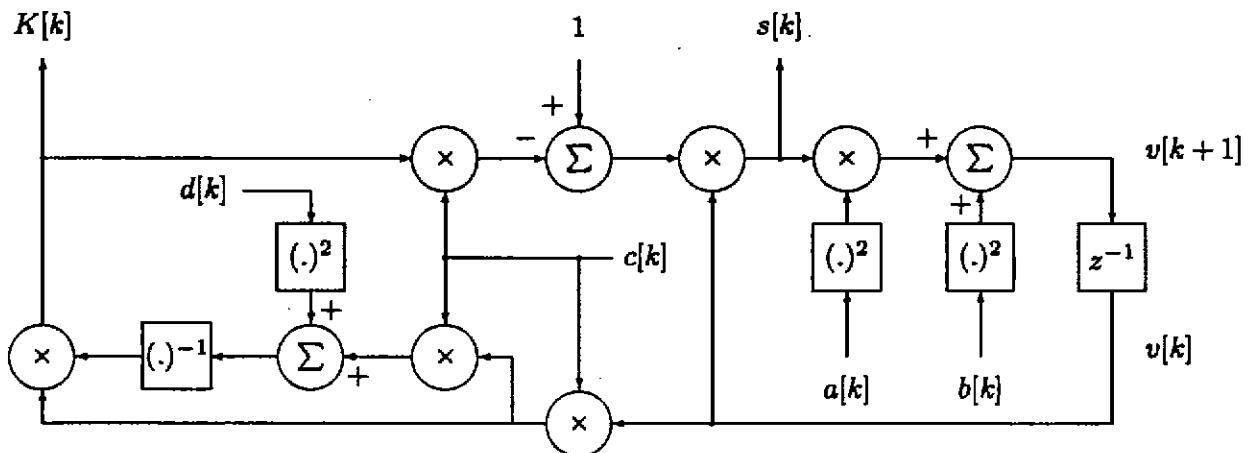 K[k] 1 s[k]
+ +
× − Σ × × Σ v[k + 1]
d[k] +
(.)² c[k] (.)² (.)² z⁻¹
+
× (.)⁻¹ Σ + × v[k]
a[k] b[k]
×